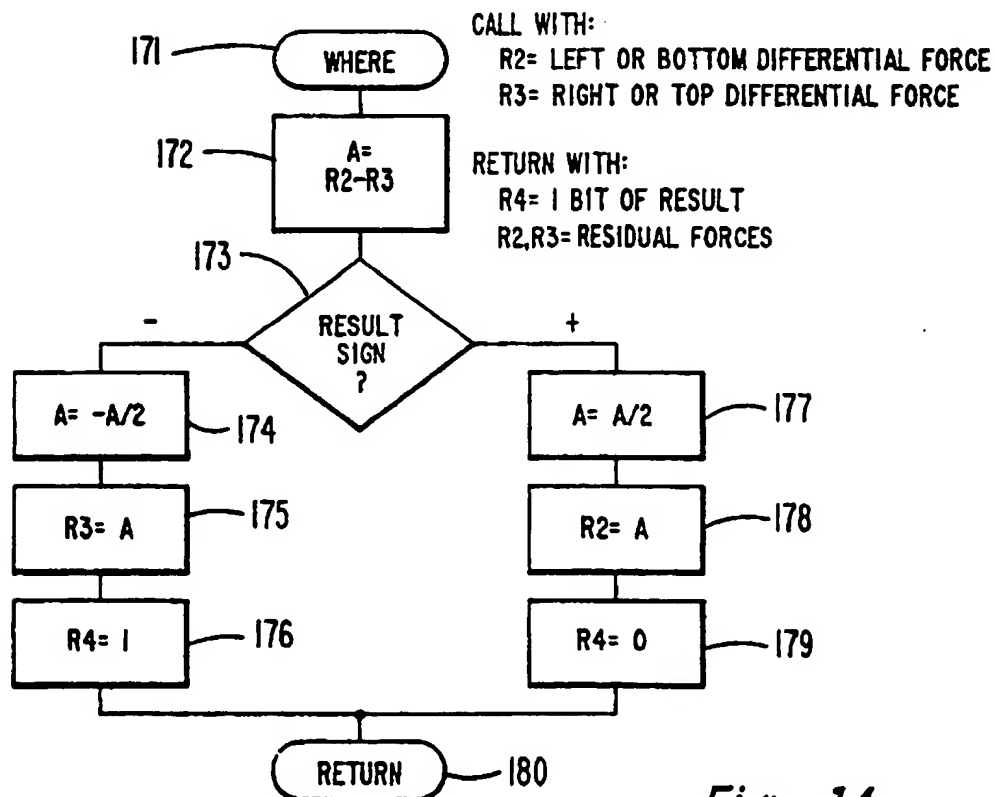 171
WHERE
CALL WITH:
R2= LEFT OR BOTTOM DIFFERENTIAL FORCE
R3= RIGHT OR TOP DIFFERENTIAL FORCE
172
A=
R2-R3
RETURN WITH:
R4= 1 BIT OF RESULT
R2,R3= RESIDUAL FORCES
173
RESULT
SIGN
?
-
+
A= -A/2
174
A= A/2
177
R3= A
175
R2= A
178
R4= 1
176
R4= 0
179
RETURN
180
Fig. 14